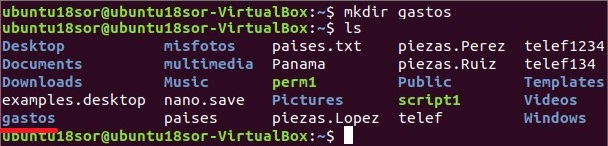 ubuntu18sor@ubuntu18sor-VirtualBox:~$ mkdir gastos
ubuntu18sor@ubuntu18sor-VirtualBox:~$ ls
Desktop misfotos paises.txt piezas.Perez telef1234
Documents multimedia Panama piezas.Ruiz telef134
Downloads Music perm1 Public Templates
examples.desktop nano.save Pictures script1 Videos
gastos paises piezas.Lopez telef Windows
ubuntu18sor@ubuntu18sor-VirtualBox:~$